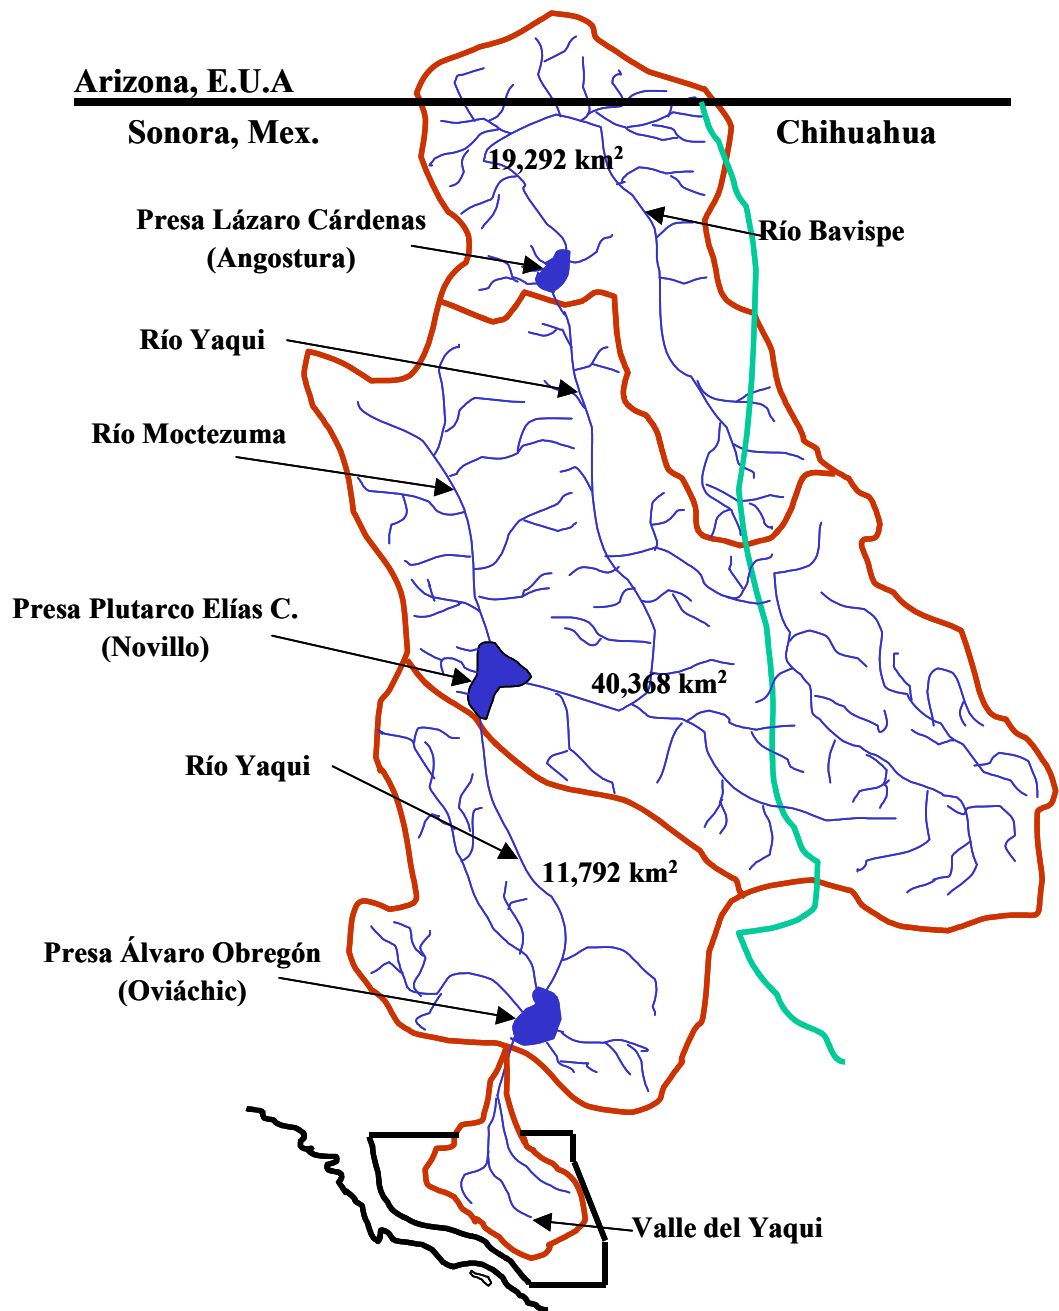 Arizona, E.U.A
Sonora, Mex.
Chihuahua
19,292 km²
Presa Lázaro Cárdenas
(Angostura)
Río Bavispe
Río Yaqui
Río Moctezuma
Presa Plutarco Elías C.
(Novillo)
40,368 km²
Río Yaqui
11,792 km²
Presa Álvaro Obregón
(Oviáchic)
Valle del Yaqui